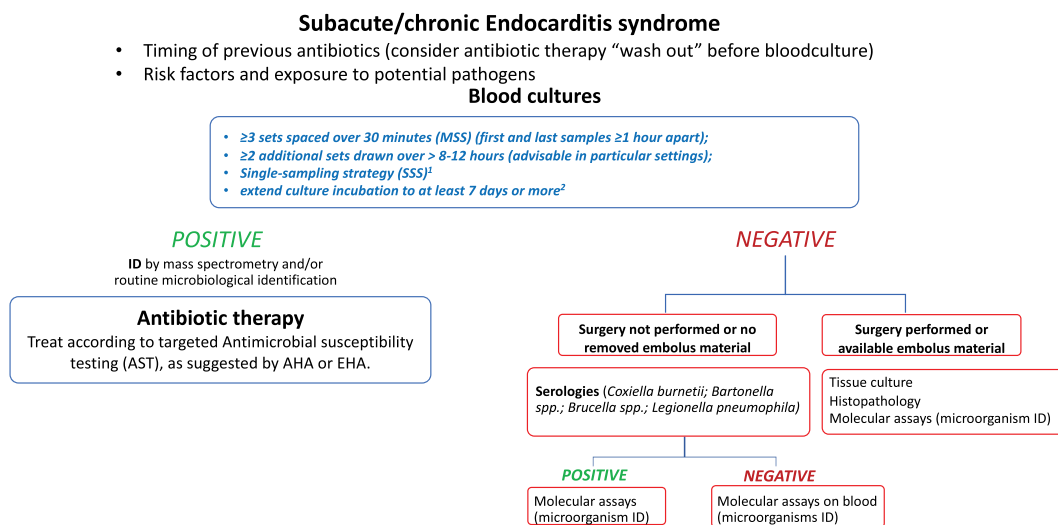 Subacute/chronic Endocarditis syndrome
• Timing of previous antibiotics (consider antibiotic therapy “wash out” before bloodculture)
• Risk factors and exposure to potential pathogens
Blood cultures
• ≥3 sets spaced over 30 minutes (MSS) (first and last samples ≥1 hour apart);
• ≥2 additional sets drawn over > 8-12 hours (advisable in particular settings);
• Single-sampling strategy (SSS)1
• extend culture incubation to at least 7 days or more2
POSITIVE
ID by mass spectrometry and/or
routine microbiological identification
Antibiotic therapy
Treat according to targeted Antimicrobial susceptibility
testing (AST), as suggested by AHA or EHA.
NEGATIVE
Surgery not performed or no
removed embolus material
Surgery performed or
available embolus material
Serologies (Coxiella burnetii; Bartonella
spp.; Brucella spp.; Legionella pneumophila)
Tissue culture
Histopathology
Molecular assays (microorganism ID)
POSITIVE
Molecular assays
(microorganism ID)
NEGATIVE
Molecular assays on blood
(microorganisms ID)